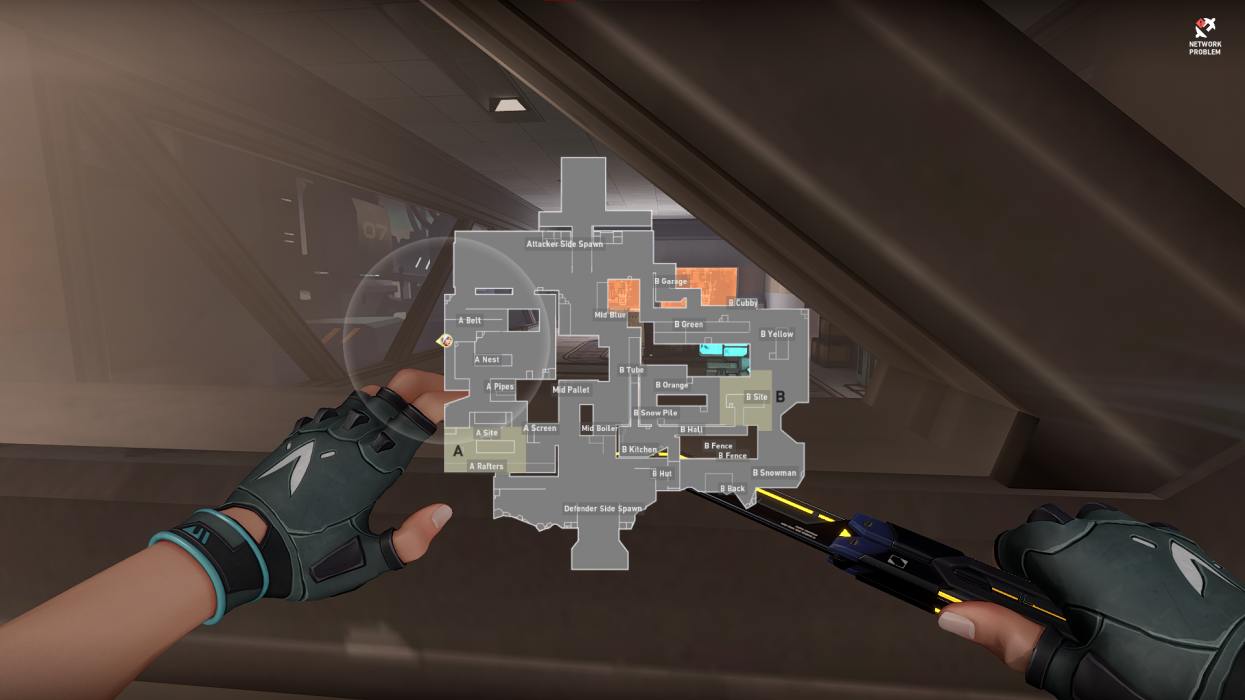 NETWORK
PROBLEM
07
Attacker Side Spawn
B Garage
B Cubby
A Belt
Mid Blue
B Green
B Yellow
A Nest
B Tube
A Pipes
Mid Pallet
B Orange
B Site
B
B Snow Pile
A Site
A Screen
Mid Boiler
B Hall
A
B Kitchen
B Fence
B Fence
A Rafters
B Hut
B Snowman
B Back
Defender Side Spawn